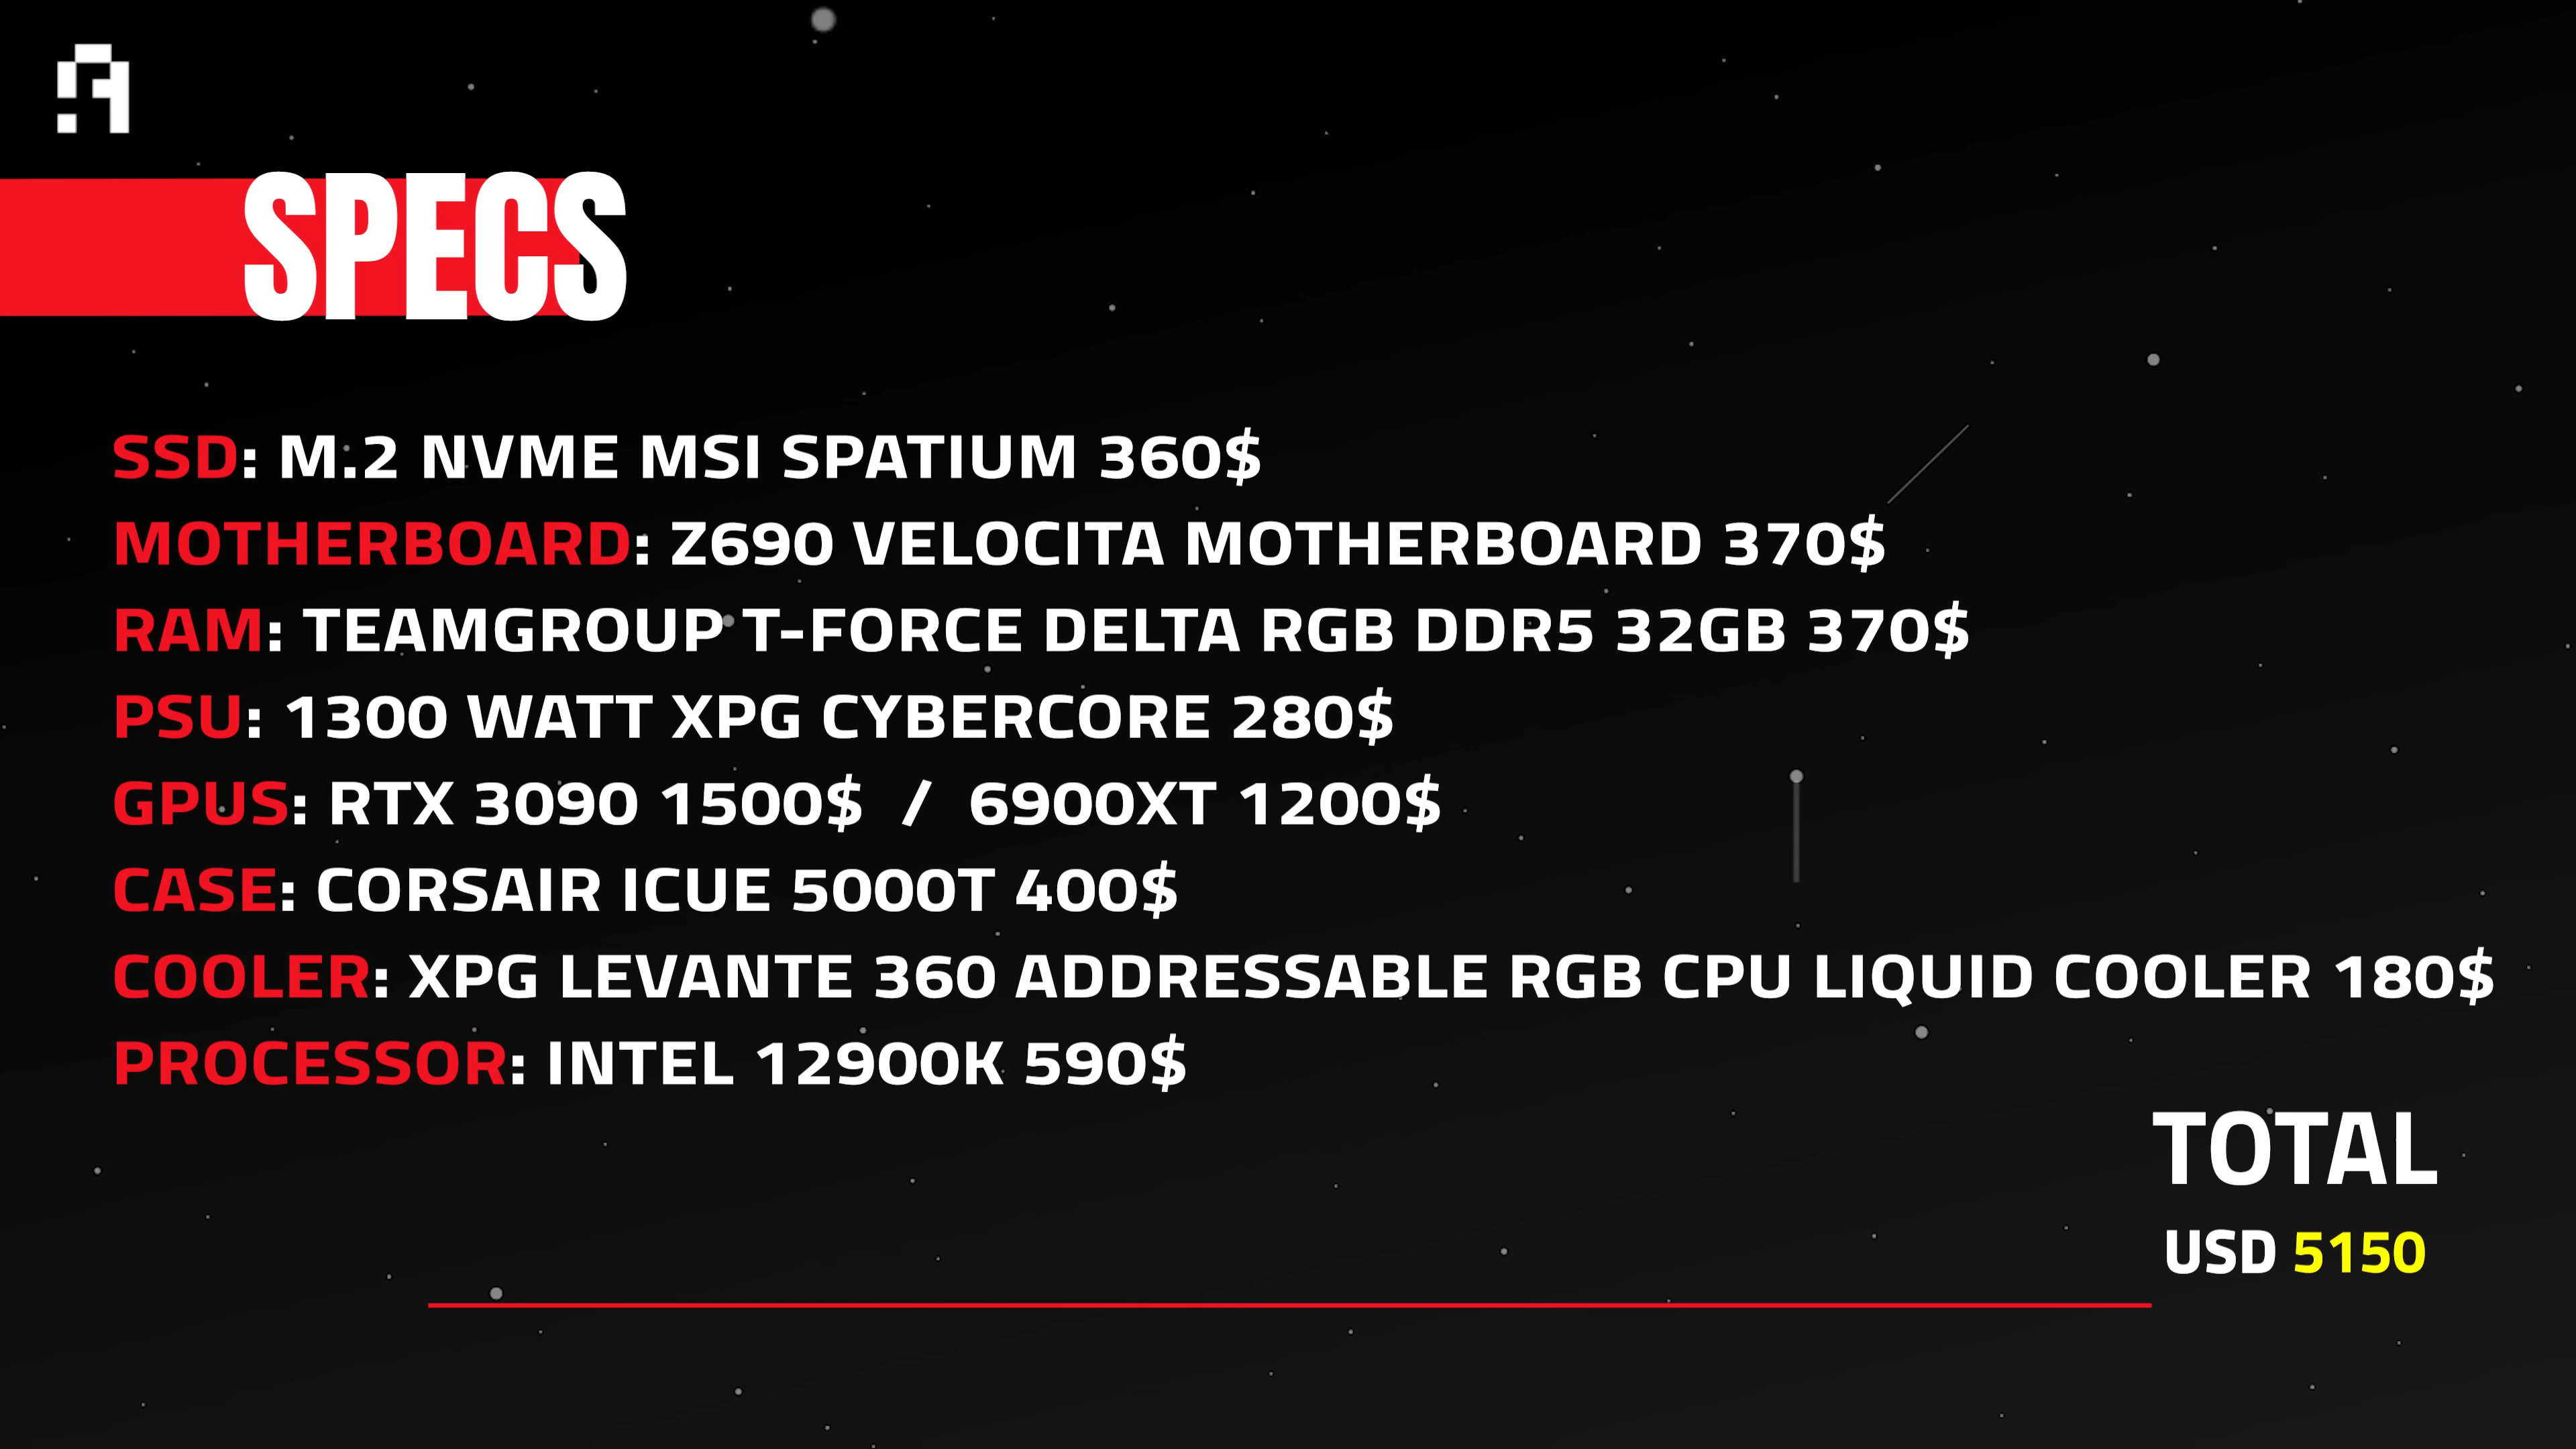 SPECS
SSD: M.2 NVME MSI SPATIUM 360$
MOTHERBOARD: Z690 VELOCITA MOTHERBOARD 370$
RAM: TEAMGROUP T-FORCE DELTA RGB DDR5 32GB 370$
PSU: 1300 WATT XPG CYBERCORE 280$
GPUS: RTX 3090 1500$ / 6900XT 1200$
CASE: CORSAIR ICUE 5000T 400$
COOLER: XPG LEVANTE 360 ADDRESSABLE RGB CPU LIQUID COOLER 180$
PROCESSOR: INTEL 12900K 590$
TOTAL
USD 5150